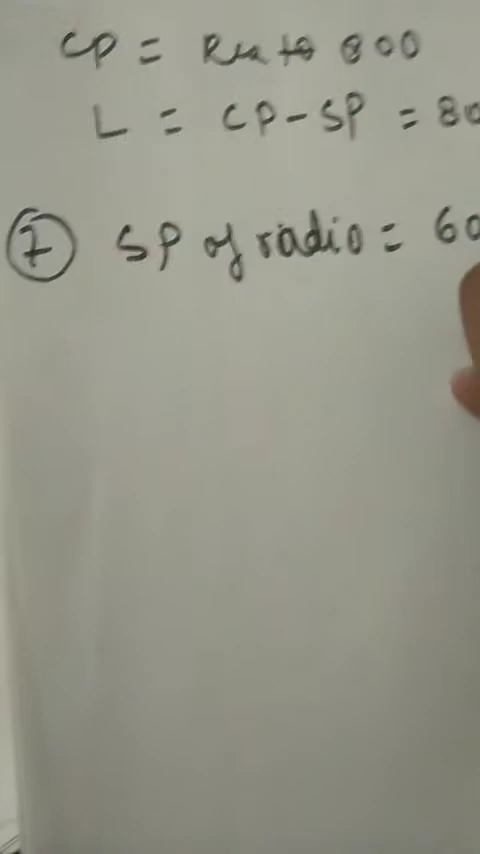 CP = 800
L = CP - SP = 80
7 SP of radio = 60